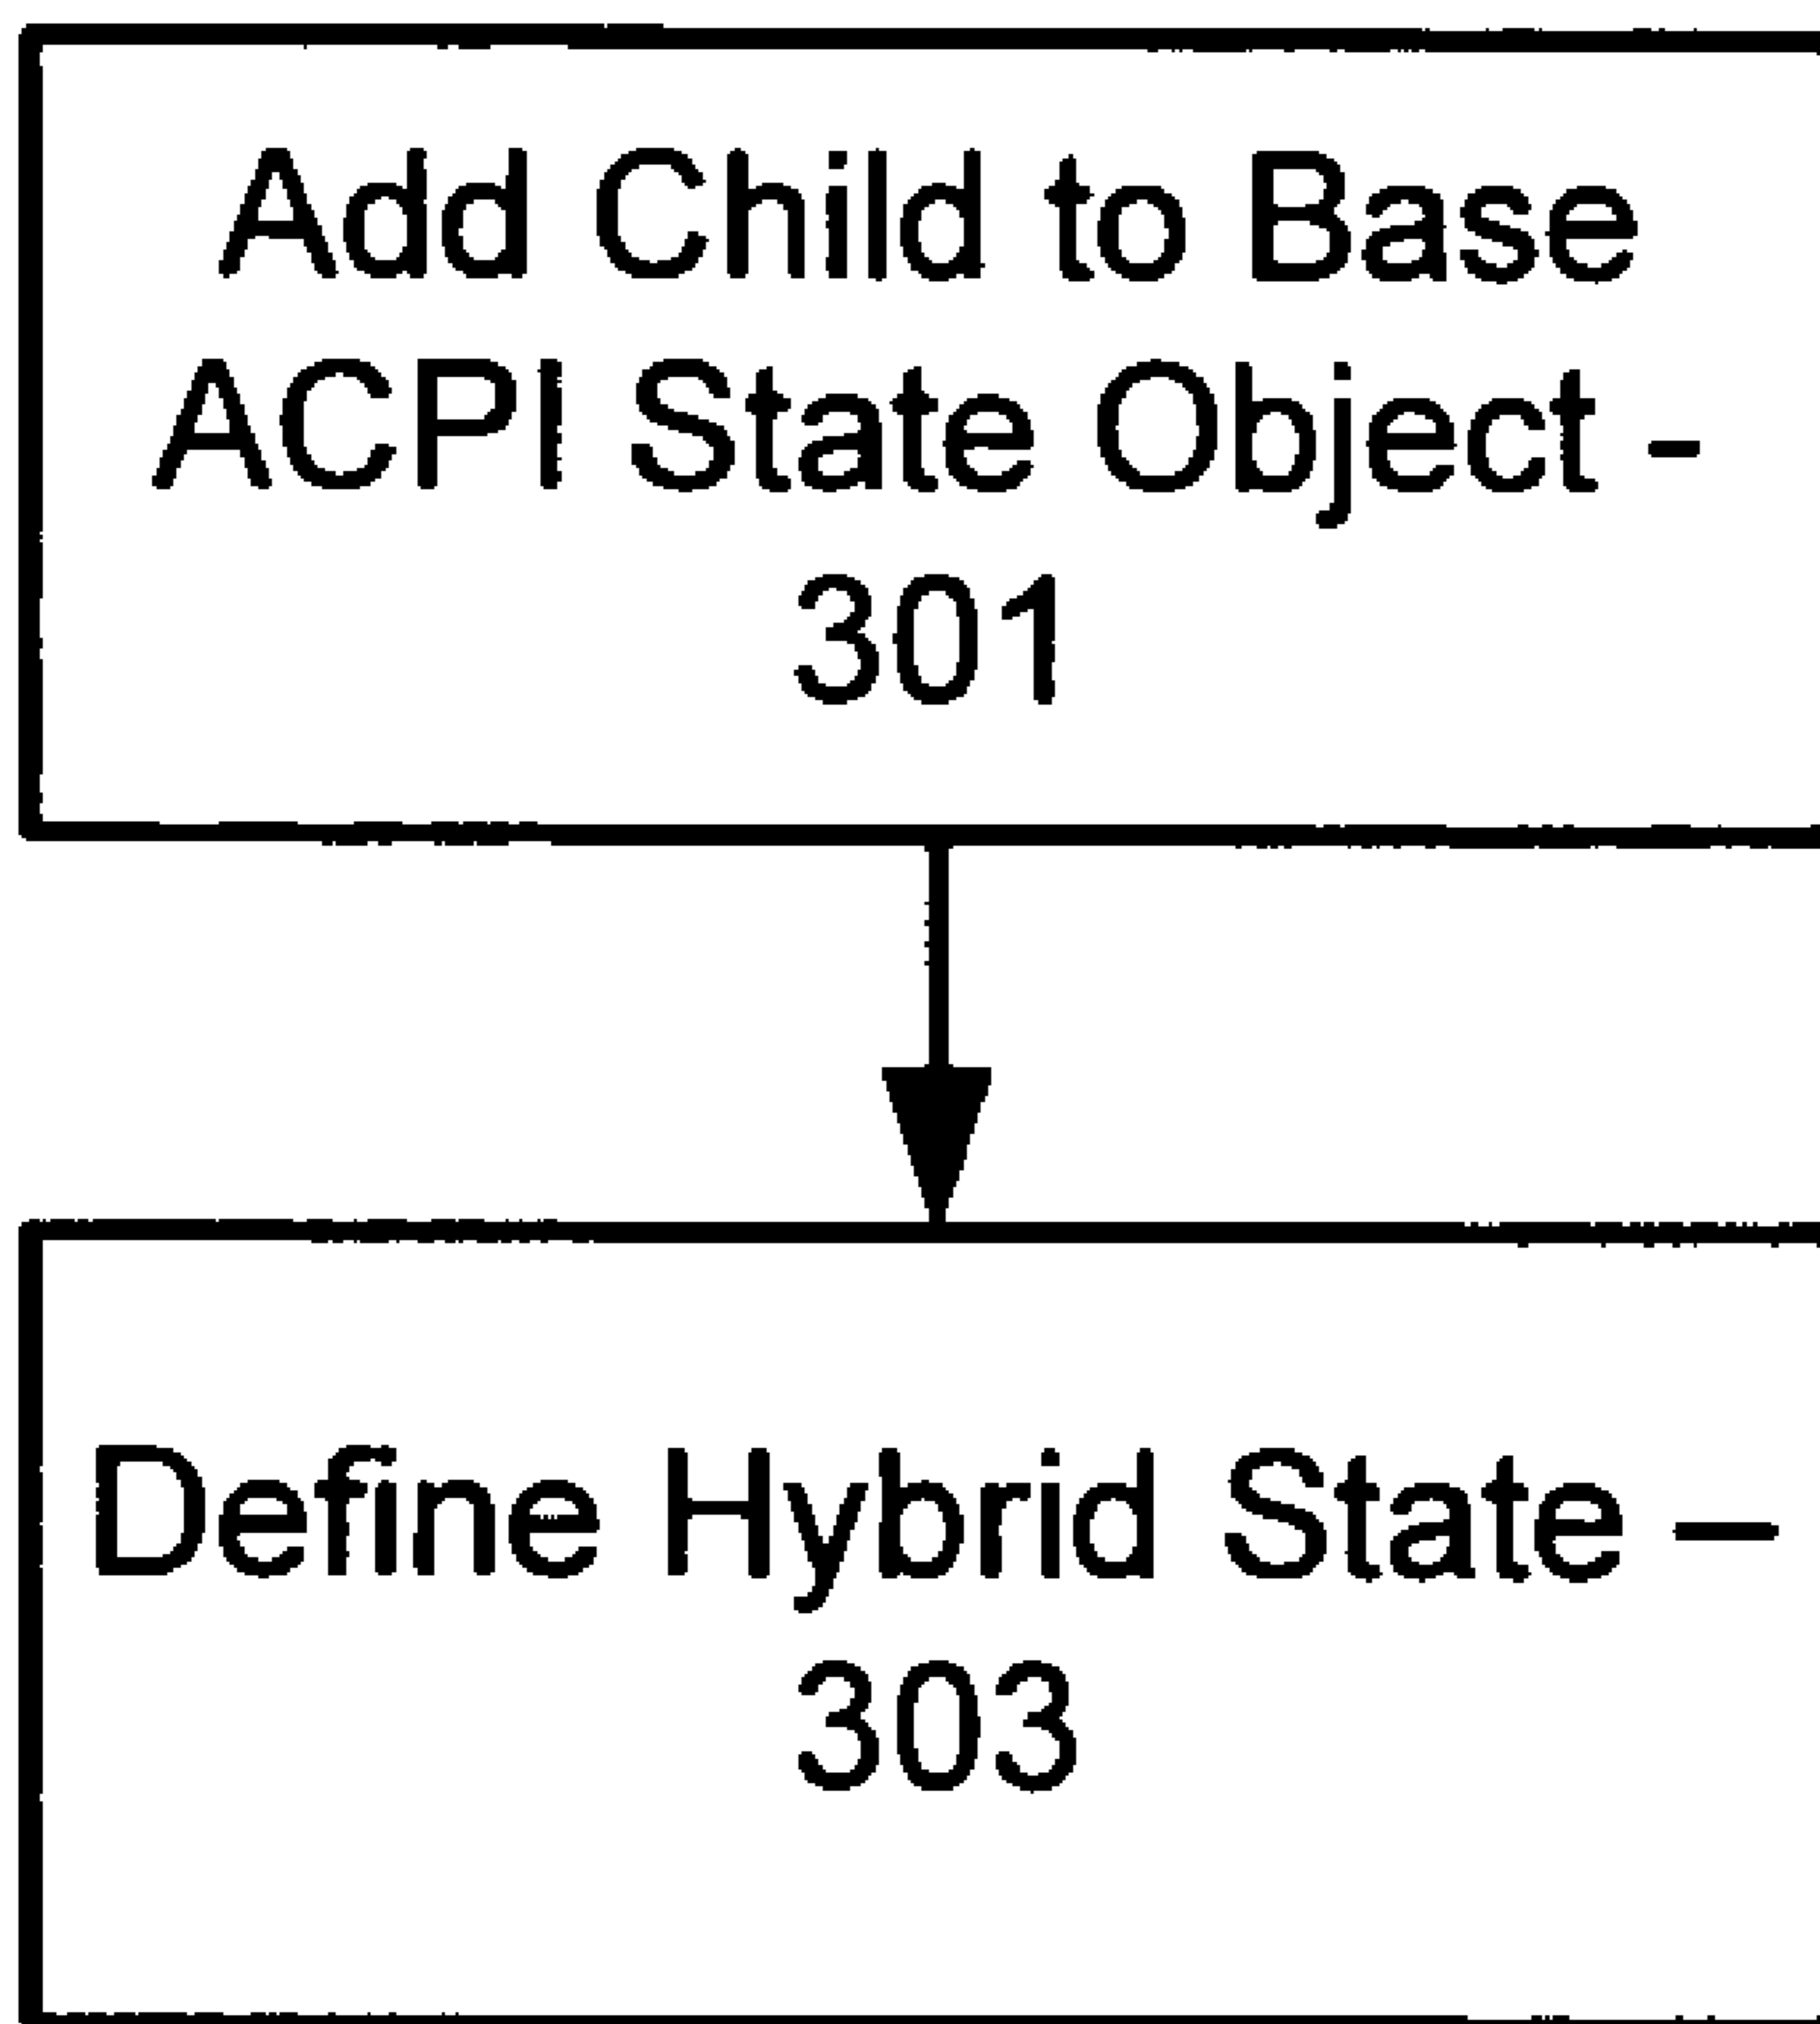 Add Child to Base
ACPI State Object -
301
Define Hybrid State –
303